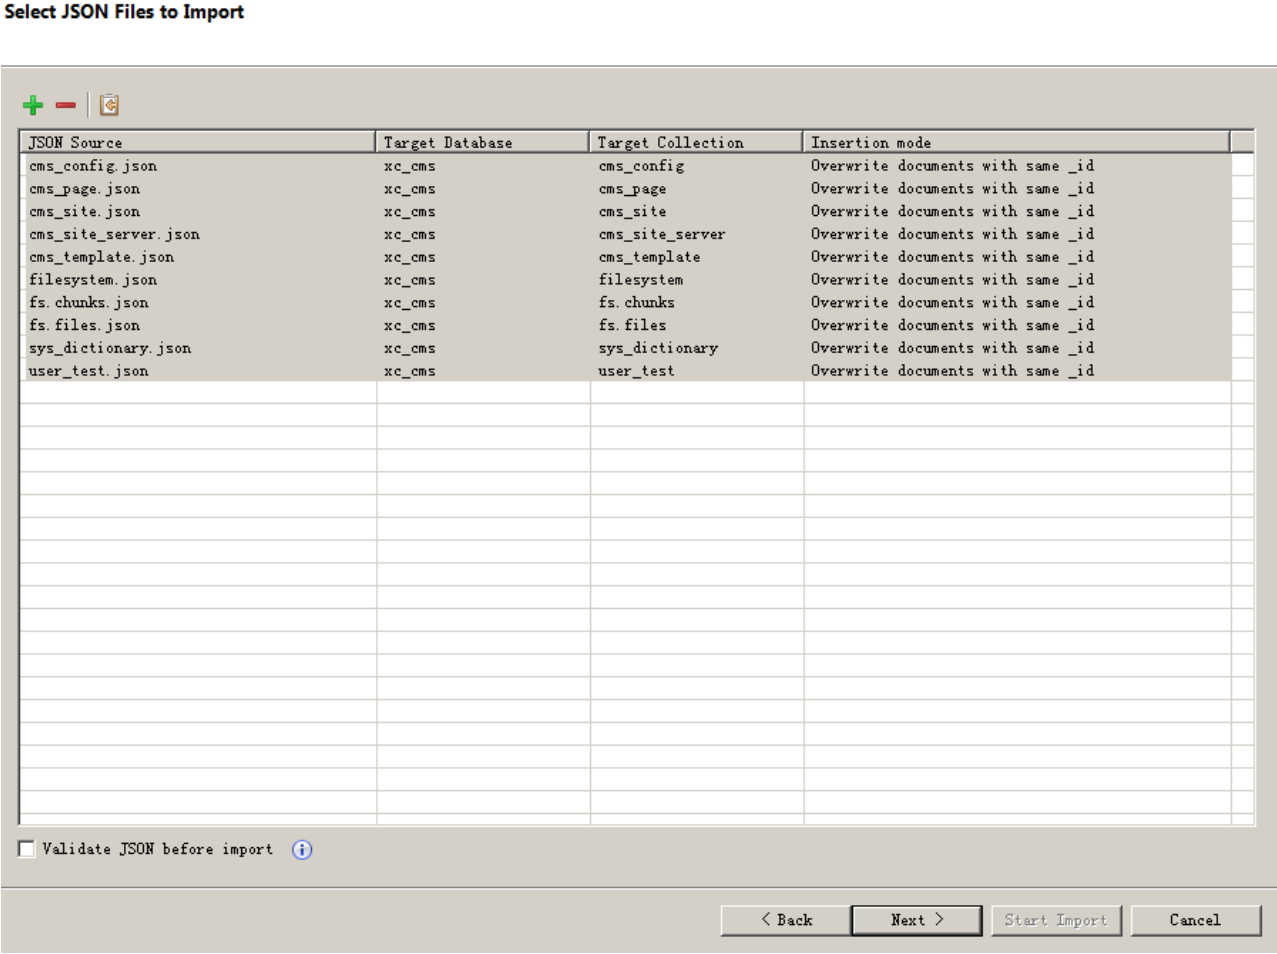 Select JSON Files to Import
JSON Source Target Database Target Collection Insertion mode
cms_config.json xc_cms cms_config Overwrite documents with same _id
cms_page.json xc_cms cms_page Overwrite documents with same _id
cms_site.json xc_cms cms_site Overwrite documents with same _id
cms_site_server.json xc_cms cms_site_server Overwrite documents with same _id
cms_template.json xc_cms cms_template Overwrite documents with same _id
filesystem.json xc_cms filesystem Overwrite documents with same _id
fs.chunks.json xc_cms fs.chunks Overwrite documents with same _id
fs.files.json xc_cms fs.files Overwrite documents with same _id
sys_dictionary.json xc_cms sys_dictionary Overwrite documents with same _id
user_test.json xc_cms user_test Overwrite documents with same _id
Validate JSON before import
< Back Next > Start Import Cancel